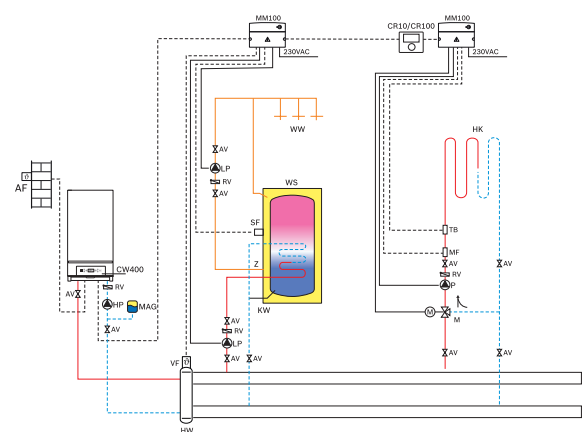 MM100
CR10/CR100
MM100
230VAC
230VAC
WW
HK
AV
LP
RV
AV
AF
WS
SF
TB
MF
AV
AV
RV
P
Z
CW400
RV
AV
HP
MAG
KW
M
M
AV
AV
RV
LP
AV
AV
AV
AV
VF
HW